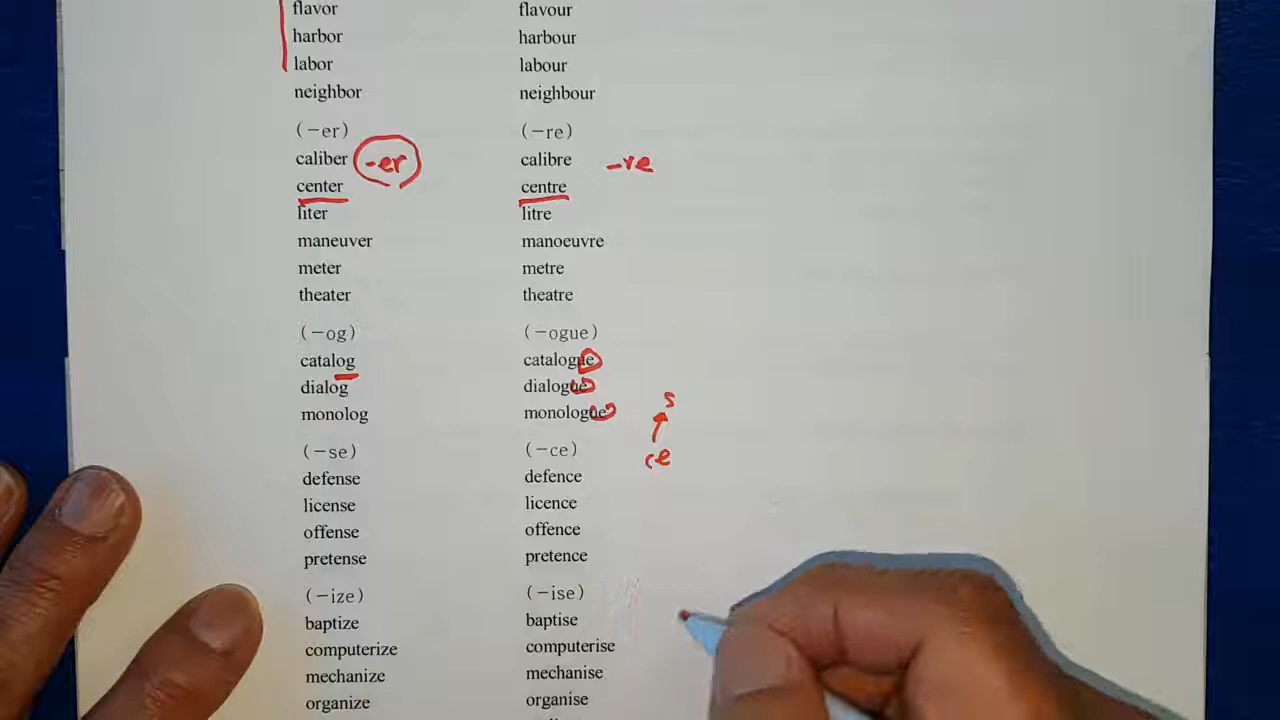 flavor flavour
harbor harbour
labor labour
neighbor neighbour
(-er) (-re)
caliber -er calibre -re
center centre
liter litre
maneuver manoeuvre
meter metre
theater theatre
(-og) (-ogue)
catalog catalogue
dialog dialogue
monolog monologue
s
(-se) (-ce)
ce
defense defence
license licence
offense offence
pretense pretence
(-ize) (-ise)
baptize baptise
computerize computerise
mechanize mechanise
organize organise